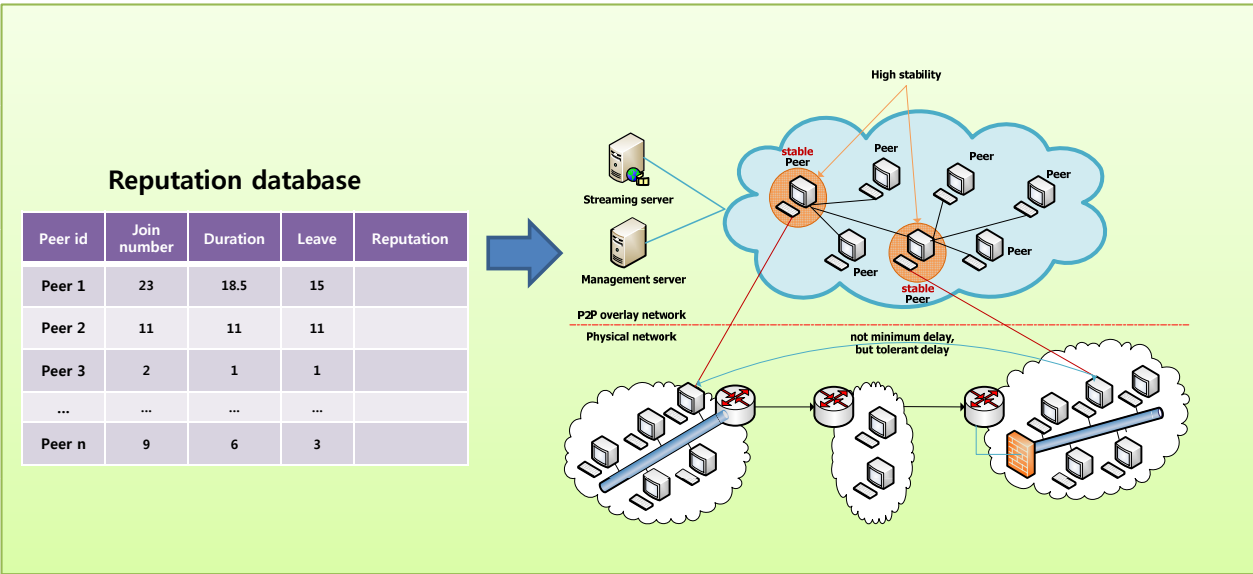 Reputation database
Peer id Join number Duration Leave Reputation
Peer 1 23 18.5 15
Peer 2 11 11 11
Peer 3 2 1 1
... ... ... ...
Peer n 9 6 3
High stability
Streaming server
Management server
stable
Peer
Peer
Peer
Peer
Peer
Peer
stable
Peer
P2P overlay network
Physical network
not minimum delay,
but tolerant delay